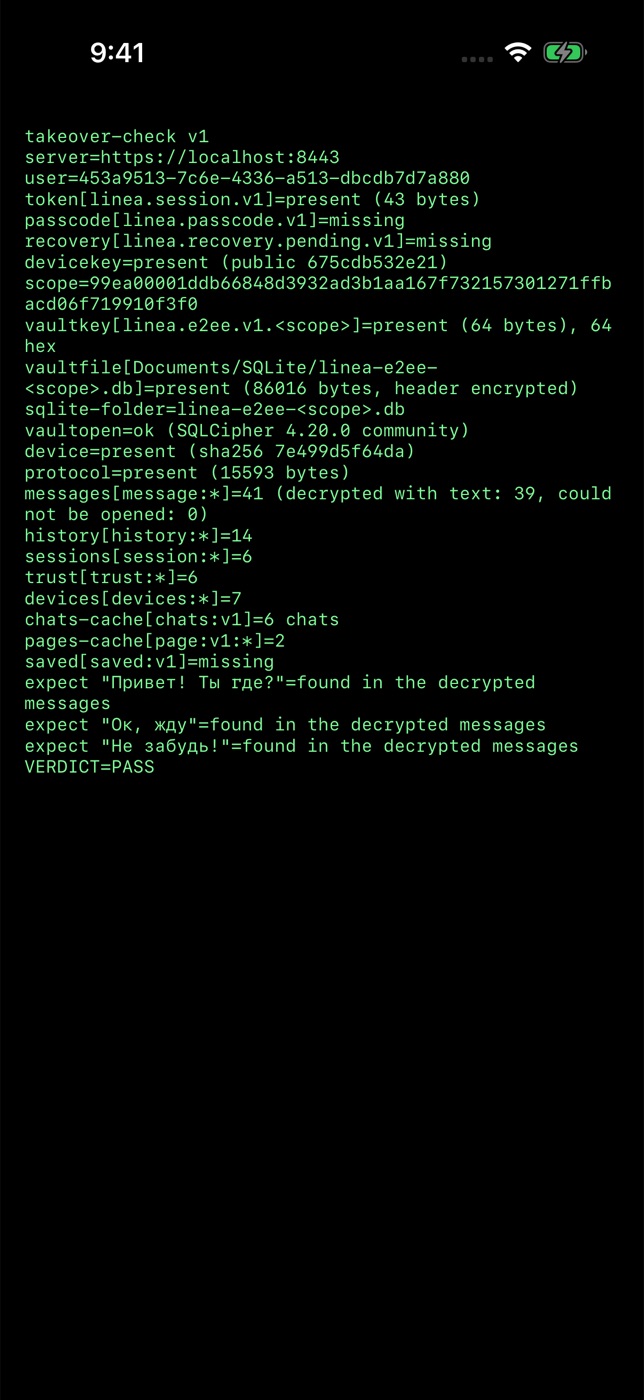 9:41
takeover-check v1
server=https://localhost:8443
user=453a9513-7c6e-4336-a513-dbcdb7d7a880
token[linea.session.v1]=present (43 bytes)
passcode[linea.passcode.v1]=missing
recovery[linea.recovery.pending.v1]=missing
devicekey=present (public 675cdb532e21)
scope=99ea00001ddb66848d3932ad3b1aa167f732157301271ffb
acd06f719910f3f0
vaultkey[linea.e2ee.v1.<scope>]=present (64 bytes), 64
hex
vaultfile[Documents/SQLite/linea-e2ee-
<scope>.db]=present (86016 bytes, header encrypted)
sqlite-folder=linea-e2ee-<scope>.db
vaultopen=ok (SQLCipher 4.20.0 community)
device=present (sha256 7e499d5f64da)
protocol=present (15593 bytes)
messages[message:*]=41 (decrypted with text: 39, could
not be opened: 0)
history[history:*]=14
sessions[session:*]=6
trust[trust:*]=6
devices[devices:*]=7
chats-cache[chats:v1]=6 chats
pages-cache[page:v1:*]=2
saved[saved:v1]=missing
expect "Привет! Ты где?"=found in the decrypted
messages
expect "Ок, жду"=found in the decrypted messages
expect "Не забудь!"=found in the decrypted messages
VERDICT=PASS